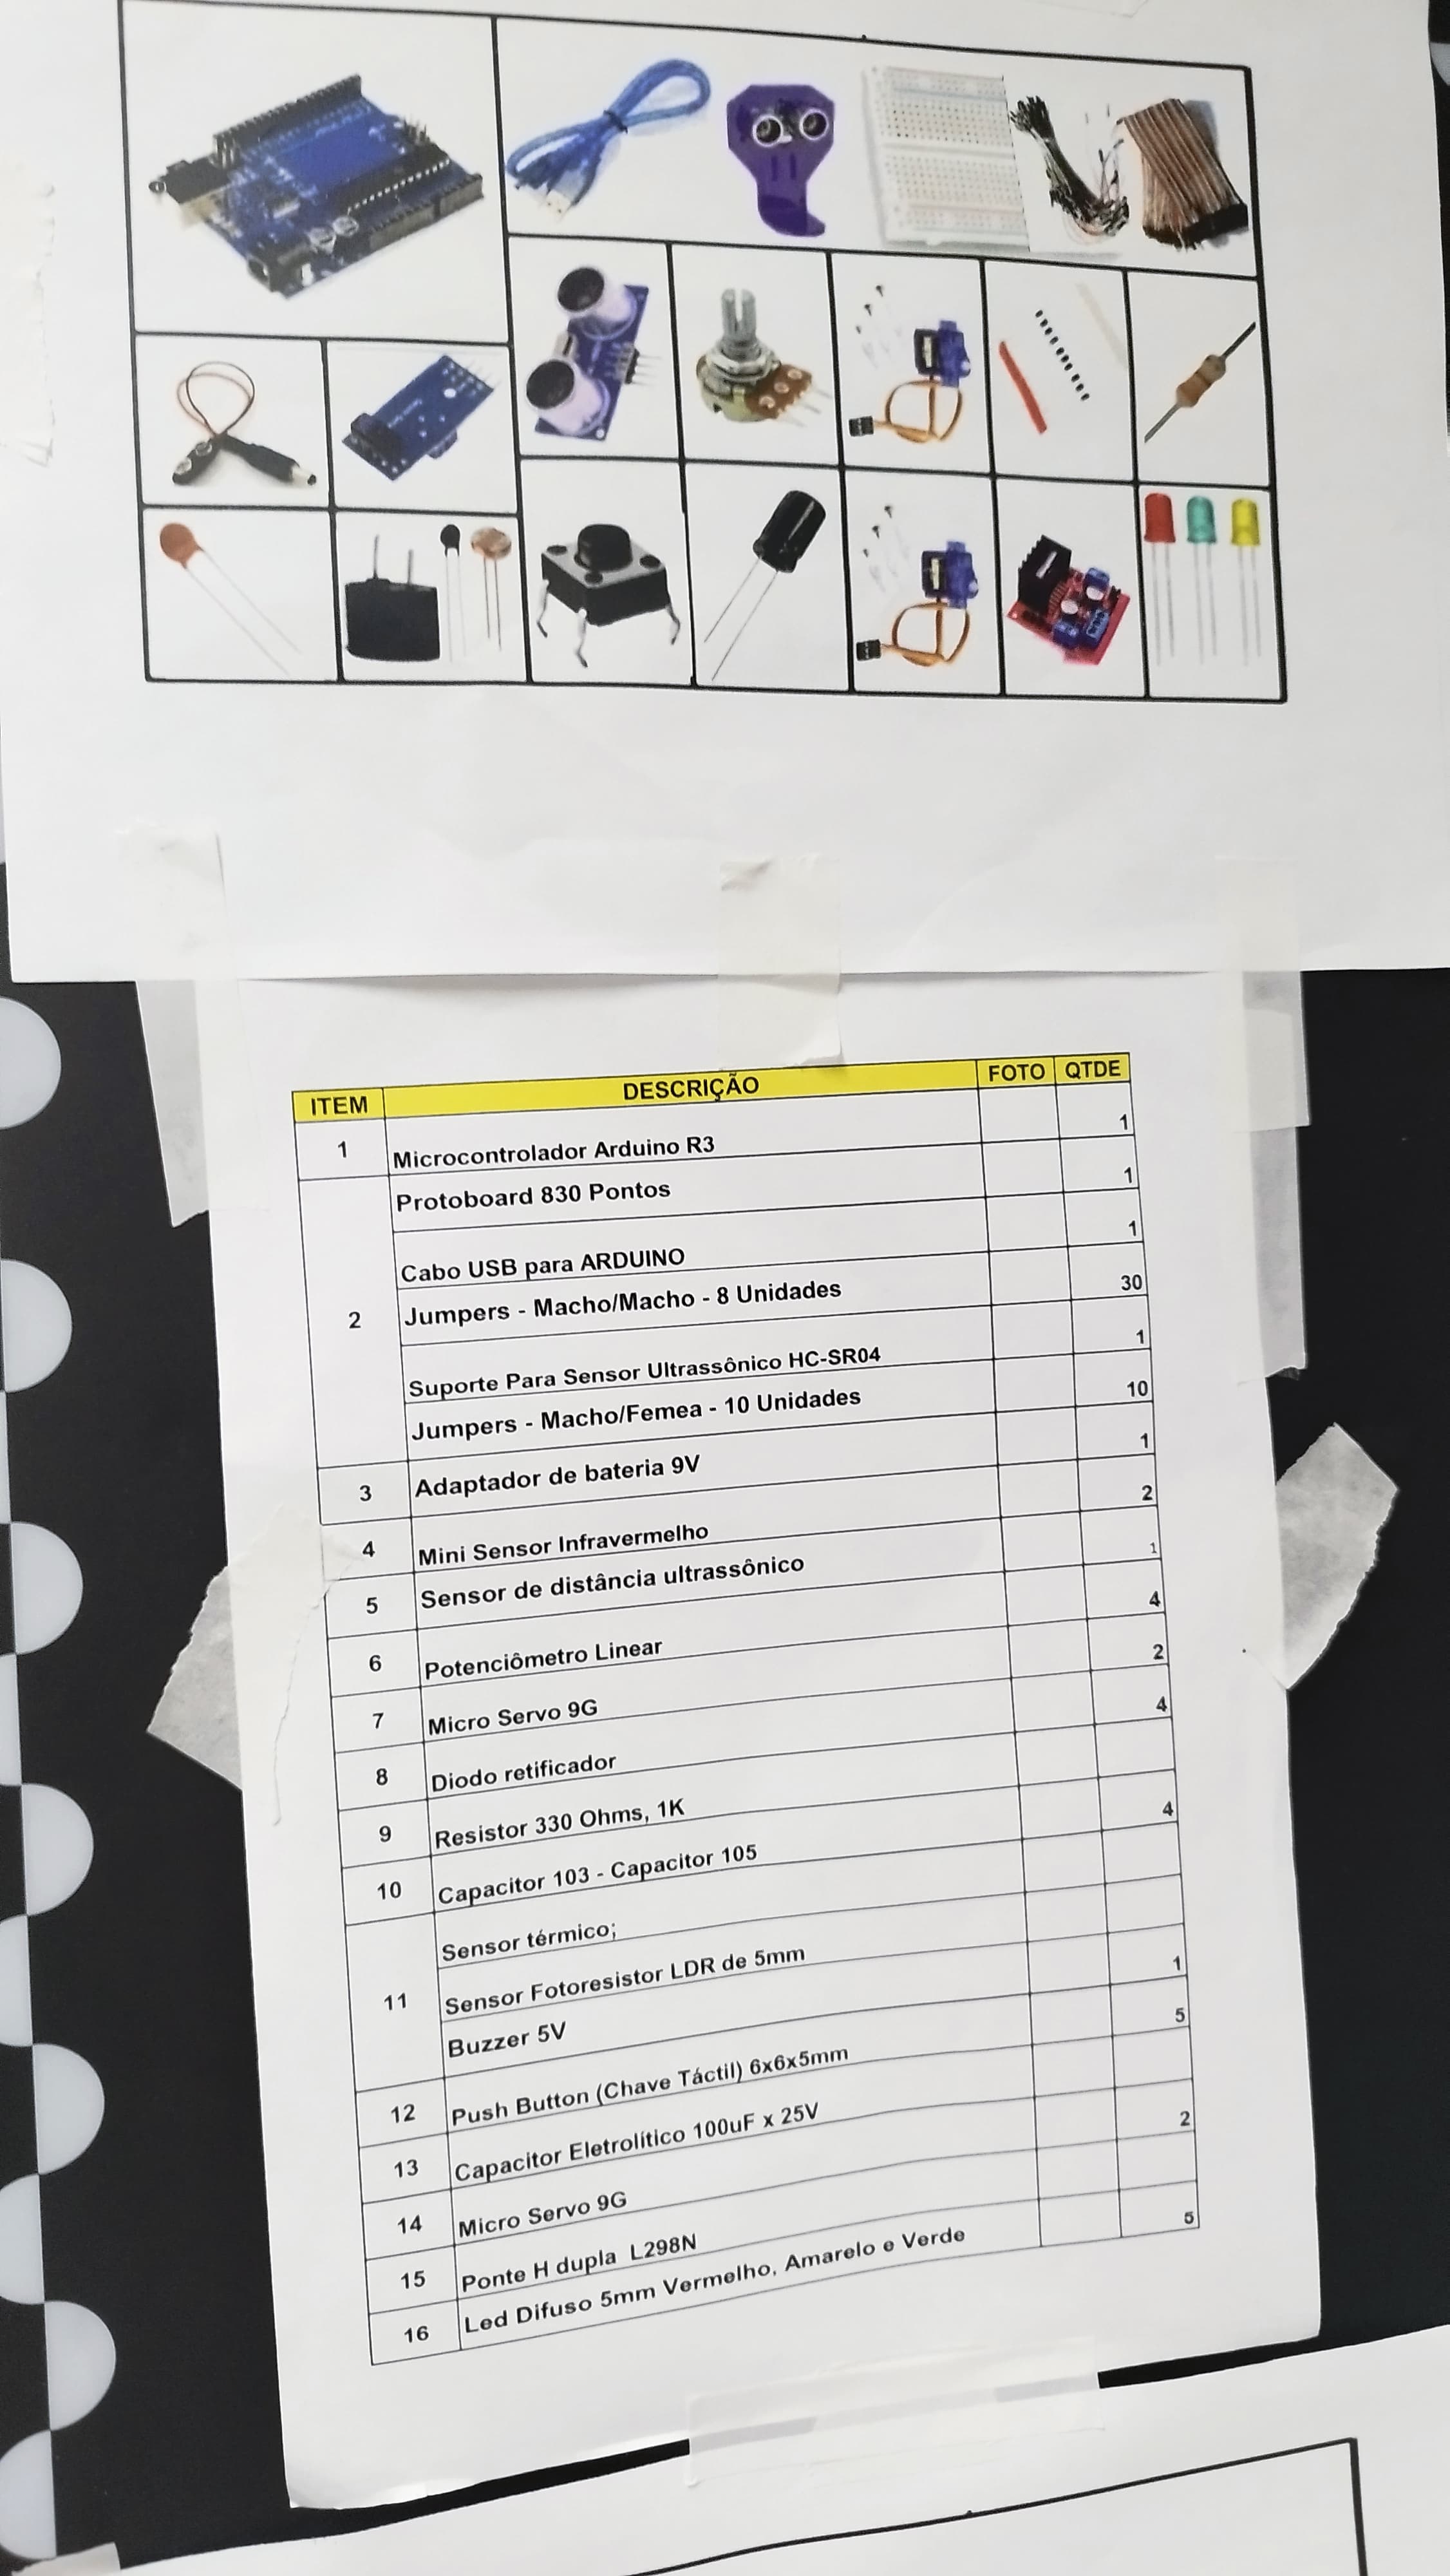 ITEM DESCRIÇÃO FOTO QTDE
1 Microcontrolador Arduino R3 1
Protoboard 830 Pontos 1
Cabo USB para ARDUINO 1
2 Jumpers - Macho/Macho - 8 Unidades 30
Suporte Para Sensor Ultrassônico HC-SR04 1
Jumpers - Macho/Femea - 10 Unidades 10
3 Adaptador de bateria 9V 1
4 Mini Sensor Infravermelho 2
5 Sensor de distância ultrassônico 1
6 Potenciômetro Linear 4
7 Micro Servo 9G 2
8 Diodo retificador 4
9 Resistor 330 Ohms, 1K
10 Capacitor 103 - Capacitor 105 4
Sensor térmico;
11 Sensor Fotoresistor LDR de 5mm
Buzzer 5V 1
12 Push Button (Chave Táctil) 6x6x5mm 5
13 Capacitor Eletrolítico 100uF x 25V
14 Micro Servo 9G 2
15 Ponte H dupla L298N
16 Led Difuso 5mm Vermelho, Amarelo e Verde 5